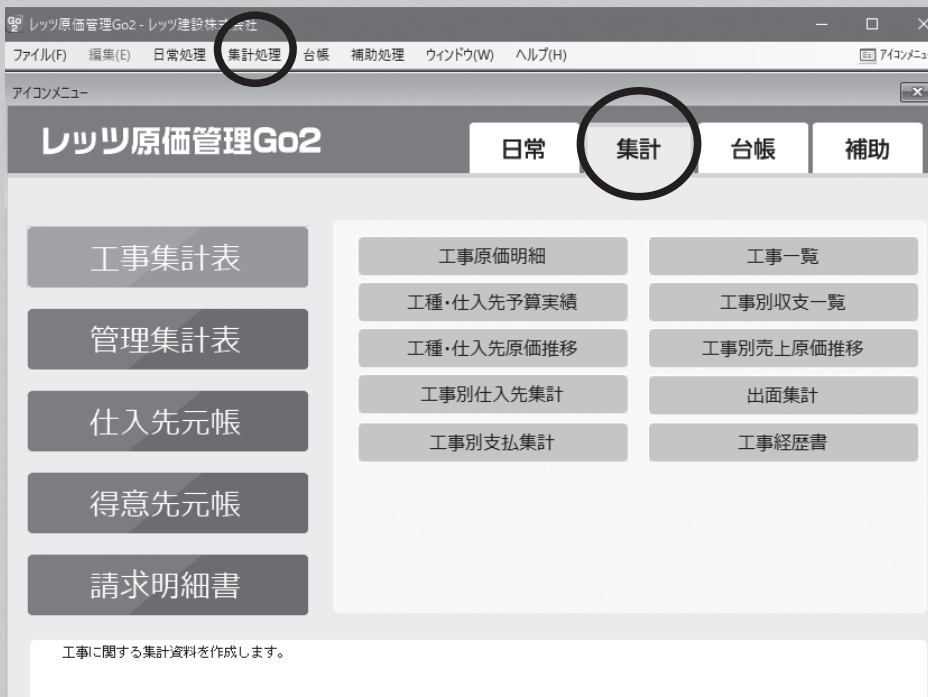 レッツ原価管理Go2 - レッツ建設株式会社
ファイル(F) 編集(E) 日常処理 集計処理 台帳 補助処理 ウィンドウ(W) ヘルプ(H) アイコンメニュー
アイコンメニュー
レッツ原価管理Go2 日常 集計 台帳 補助
工事集計表
管理集計表
仕入先元帳
得意先元帳
請求明細書
工事原価明細 工事一覧
工種・仕入先予算実績 工事別収支一覧
工種・仕入先原価推移 工事別売上原価推移
工事別仕入先集計 出面集計
工事別支払集計 工事経歴書
工事に関する集計資料を作成します。